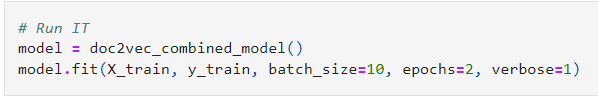 # Run IT
model = doc2vec_combined_model()
model.fit(X_train, y_train, batch_size=10, epochs=2, verbose=1)